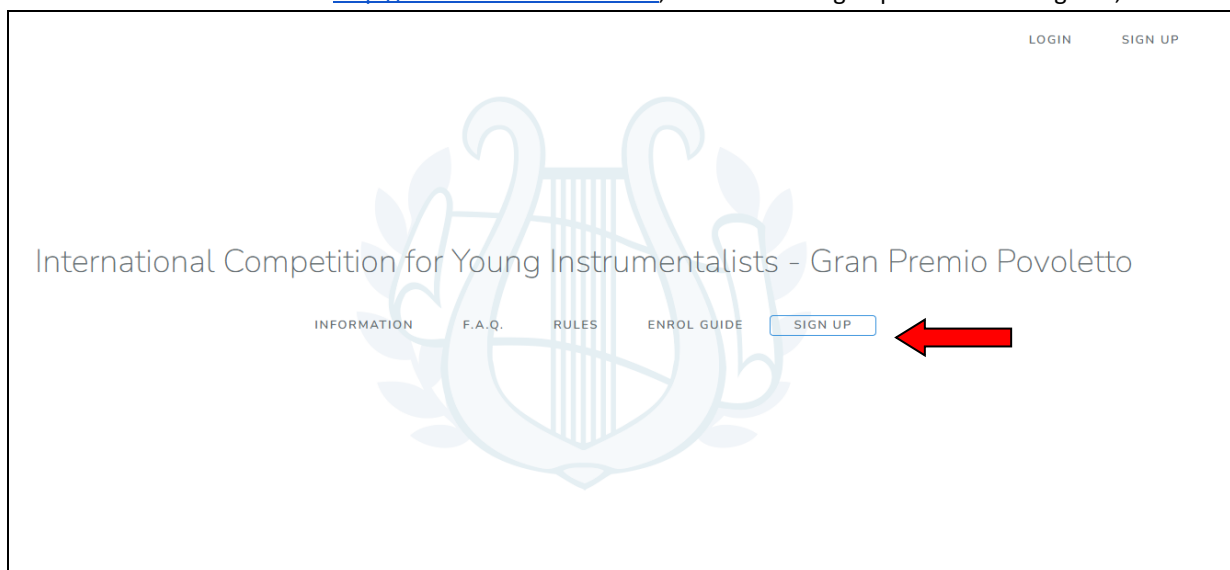 LOGIN SIGN UP
International Competition for Young Instrumentalists - Gran Premio Povoletto
INFORMATION F.A.Q. RULES ENROL GUIDE SIGN UP